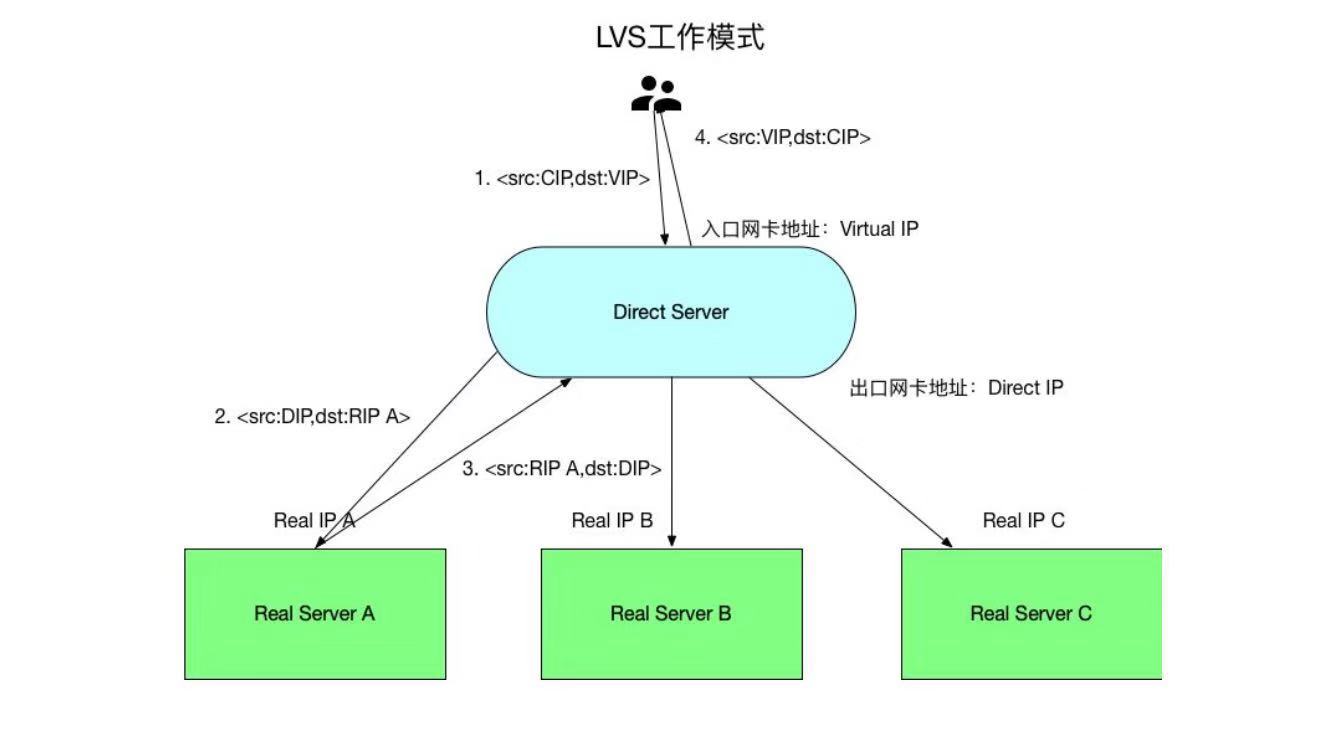 LVS工作模式
4. <src:VIP,dst:CIP>
1. <src:CIP,dst:VIP>
入口网卡地址：Virtual IP
Direct Server
出口网卡地址：Direct IP
2. <src:DIP,dst:RIP A>
3. <src:RIP A,dst:DIP>
Real IP A
Real IP B
Real IP C
Real Server A
Real Server B
Real Server C